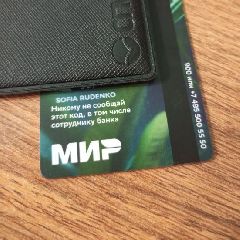 SOFIA RUDENKO
Никому не сообщай
этот код, в том числе
сотруднику банка
МИР
900 или +7 495 500 55 50